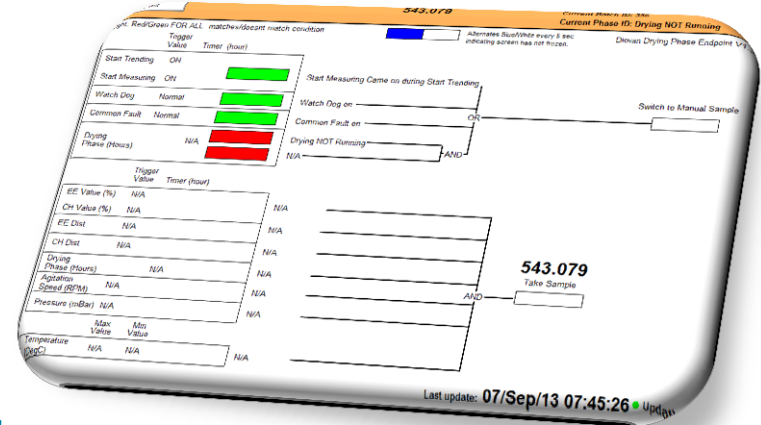 543.079
Current Phase ID: Drying NOT Running
Red/Green FOR ALL matches/doesnt match condition
Alternates Blue/White every 5 sec
indicating screen has not frozen.
Diovan Drying Phase Endpoint
Trigger
Value Timer (hour)
Start Trending ON
Start Measuring ON
Start Measuring Came on during Start Trending
Watch Dog Normal
Watch Dog on
Switch to Manual Sample
Common Fault Normal
Common Fault on
OR
Drying
Phase (Hours) N/A
Drying NOT Running
N/A
AND
Trigger
Value Timer (hour)
EE Value (%) N/A
N/A
CH Value (%) N/A
N/A
EE Dist N/A
N/A
CH Dist N/A
N/A
Drying
Phase (Hours) N/A
N/A
Agitation
Speed (RPM) N/A
N/A
Pressure (mBar) N/A
AND
543.079
Take Sample
Max
Value
Min
Value
Temperature
(DegC) N/A N/A
N/A
Last update: 07/Sep/13 07:45:26